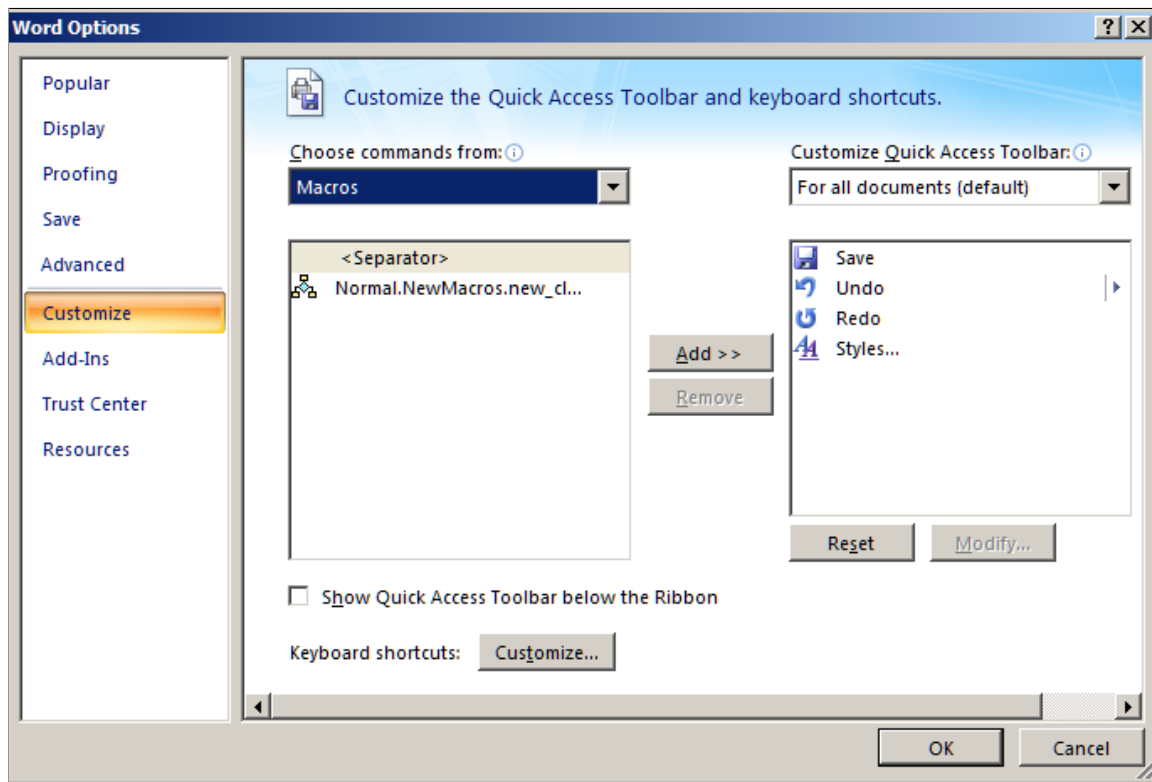 Word Options
Popular
Display
Proofing
Save
Advanced
Customize
Add-Ins
Trust Center
Resources
Customize the Quick Access Toolbar and keyboard shortcuts.
Choose commands from:
Macros
<Separator>
Normal.NewMacros.new_cl...
Add >>
Remove
Customize Quick Access Toolbar:
For all documents (default)
Save
Undo
Redo
Styles...
Reset
Modify...
Show Quick Access Toolbar below the Ribbon
Keyboard shortcuts: Customize...
OK
Cancel